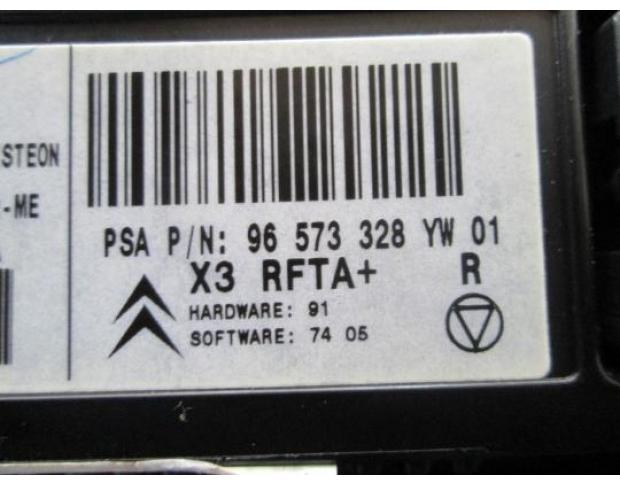 STEON
-ME
PSA P/N: 96 573 328 YW 01
X3 RFTA+ R
HARDWARE: 91
SOFTWARE: 74 05